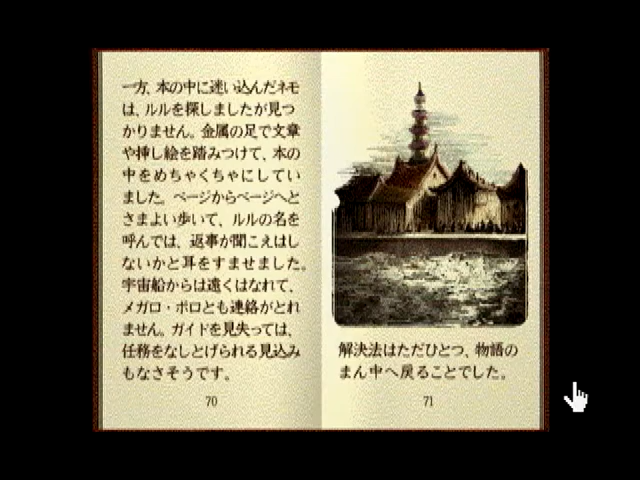 一方、本の中に迷い込んだネモ
は、ルルを探しましたが見つ
かりません。金属の足で文章
や挿し絵を踏みつけて、本の
中をめちゃくちゃにしてい
ました。ページからページへと
さまよい歩いて、ルルの名を
呼んでは、返事が聞こえはし
ないかと耳をすませました。
宇宙船からは遠くはなれて、
メガロ・ポロとも連絡がとれ
ません。ガイドを見失っては、
任務をなしとげられる見込み
もなさそうです。
70
解決法はただひとつ、物語の
まん中へ戻ることでした。
71